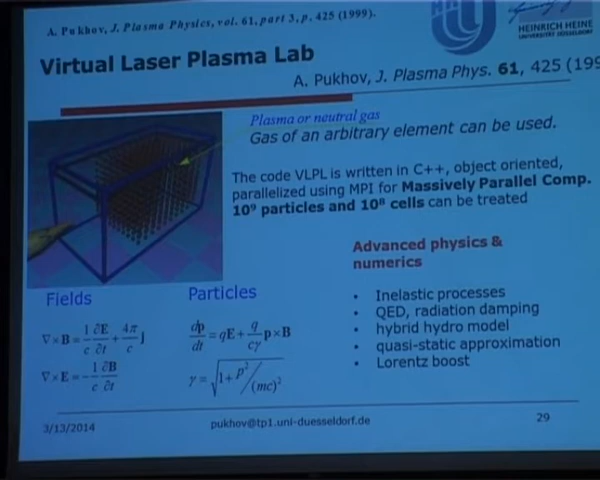 A. Pukhov, J. Plasma Physics, vol. 61, part 3, p. 425 (1999).
HEINRICH HEINE
UNIVERSITÄT DÜSSELDORF
Virtual Laser Plasma Lab
A. Pukhov, J. Plasma Phys. 61, 425 (199
Plasma or neutral gas
Gas of an arbitrary element can be used.
The code VLPL is written in C++, object oriented,
parallelized using MPI for Massively Parallel Comp.
10⁹ particles and 10⁸ cells can be treated
Advanced physics &
numerics
• Inelastic processes
• QED, radiation damping
• hybrid hydro model
• quasi-static approximation
• Lorentz boost
Fields
∇×B = 1/c ∂E/∂t + 4π/c j
∇×E = -1/c ∂B/∂t
Particles
dp/dt = qE + q/cγ p×B
γ = √(1+p²/(mc)²)
3/13/2014
pukhov@tp1.uni-duesseldorf.de
29